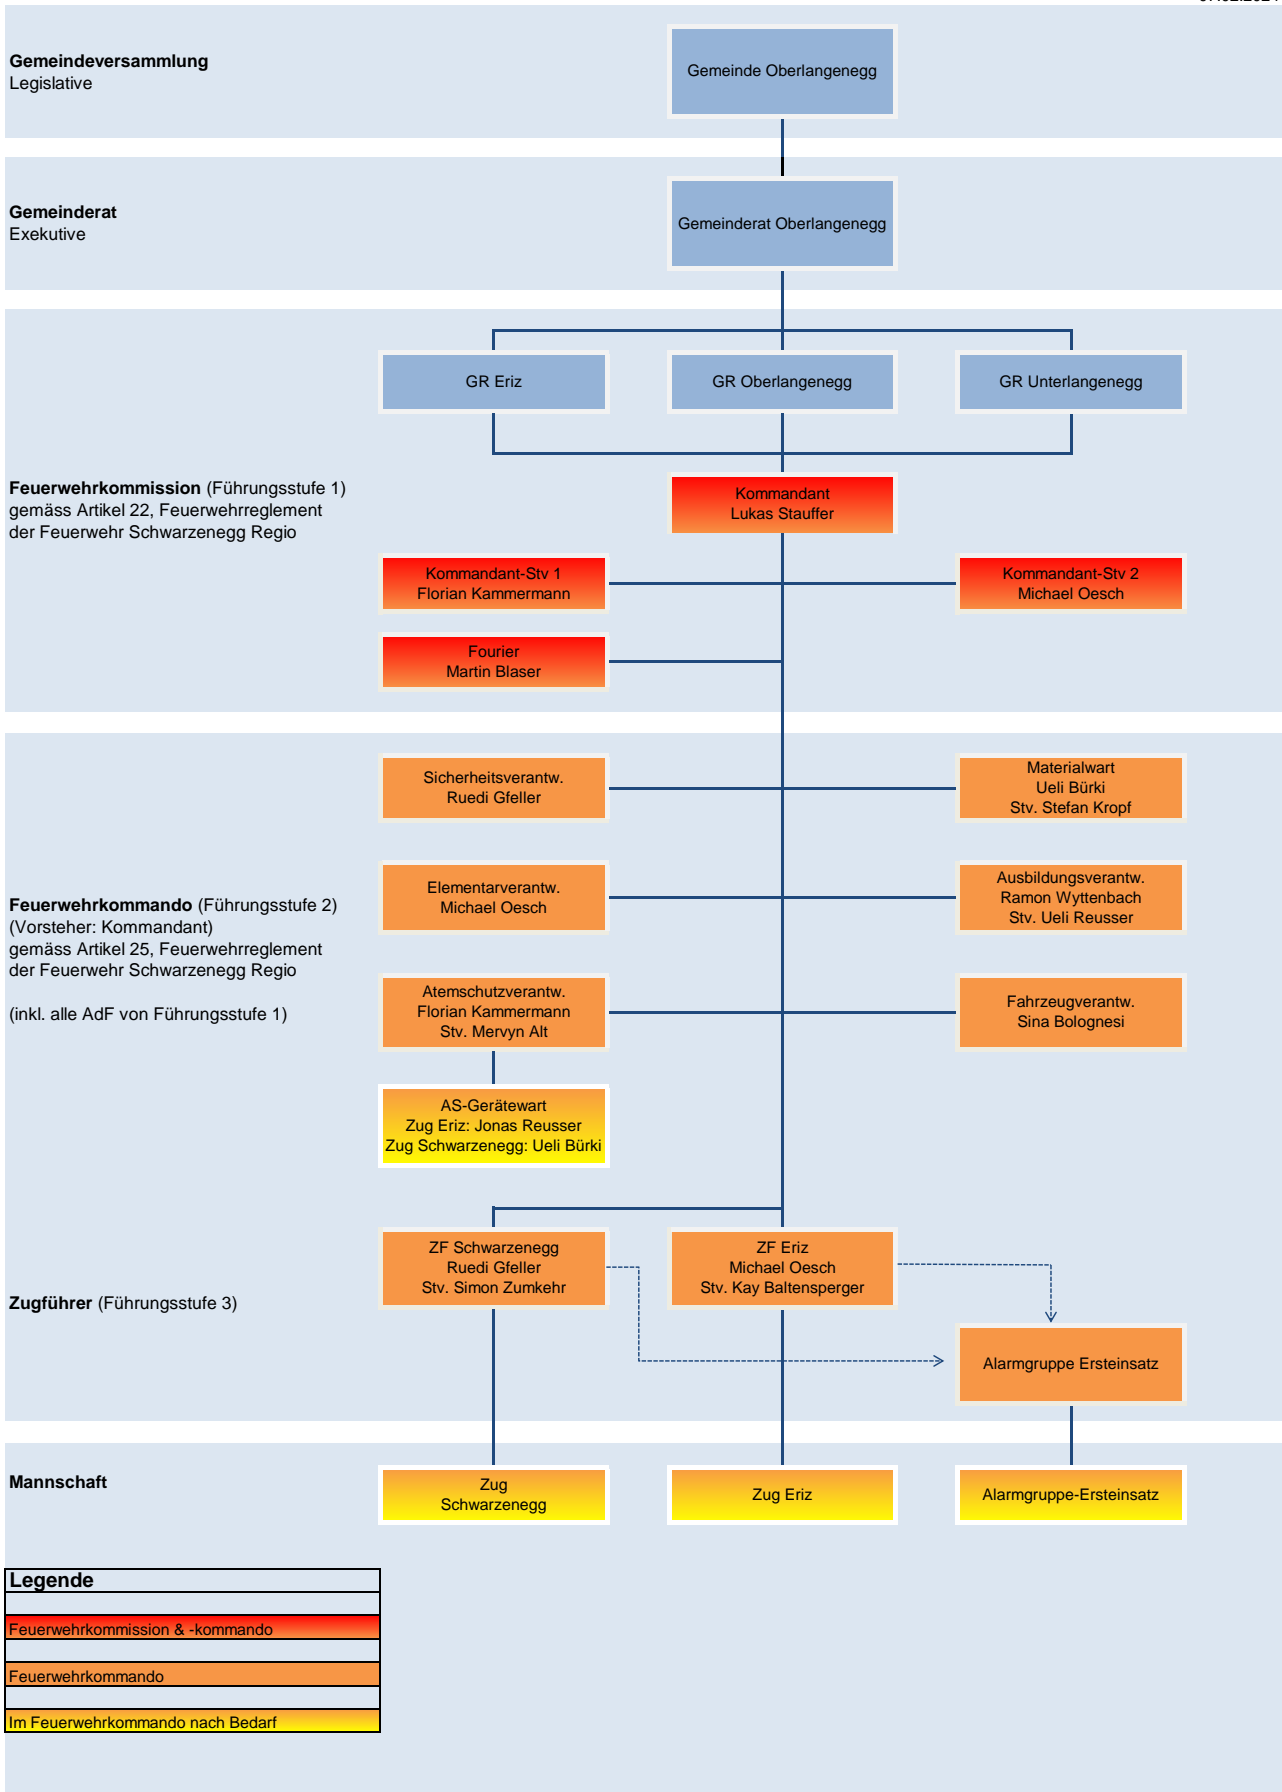 Gemeindeversammlung
Legislative
Gemeinde Oberlangenegg
Gemeinderat
Exekutive
Gemeinderat Oberlangenegg
GR Eriz
GR Oberlangenegg
GR Unterlangenegg
Feuerwehrkommission (Führungsstufe 1)
gemäss Artikel 22, Feuerwehrreglement
der Feuerwehr Schwarzenegg Regio
Kommandant
Lukas Stauffer
Kommandant-Stv 1
Florian Kammermann
Kommandant-Stv 2
Michael Oesch
Fourier
Martin Blaser
Sicherheitsverantw.
Ruedi Gfeller
Materialwart
Ueli Bürki
Stv. Stefan Kropf
Feuerwehrkommando (Führungsstufe 2)
(Vorsteher: Kommandant)
gemäss Artikel 25, Feuerwehrreglement
der Feuerwehr Schwarzenegg Regio
(inkl. alle AdF von Führungsstufe 1)
Elementarverantw.
Michael Oesch
Ausbildungsverantw.
Ramon Wyttenbach
Stv. Ueli Reusser
Atemschutzverantw.
Florian Kammermann
Stv. Mervyn Alt
Fahrzeugverantw.
Sina Bolognesi
AS-Gerätewart
Zug Eriz: Jonas Reusser
Zug Schwarzenegg: Ueli Bürki
Zugführer (Führungsstufe 3)
ZF Schwarzenegg
Ruedi Gfeller
Stv. Simon Zumkehr
ZF Eriz
Michael Oesch
Stv. Kay Baltensperger
Alarmgruppe Ersteinsatz
Mannschaft
Zug
Schwarzenegg
Zug Eriz
Alarmgruppe-Ersteinsatz
Legende
Feuerwehrkommission & -kommando
Feuerwehrkommando
Im Feuerwehrkommando nach Bedarf